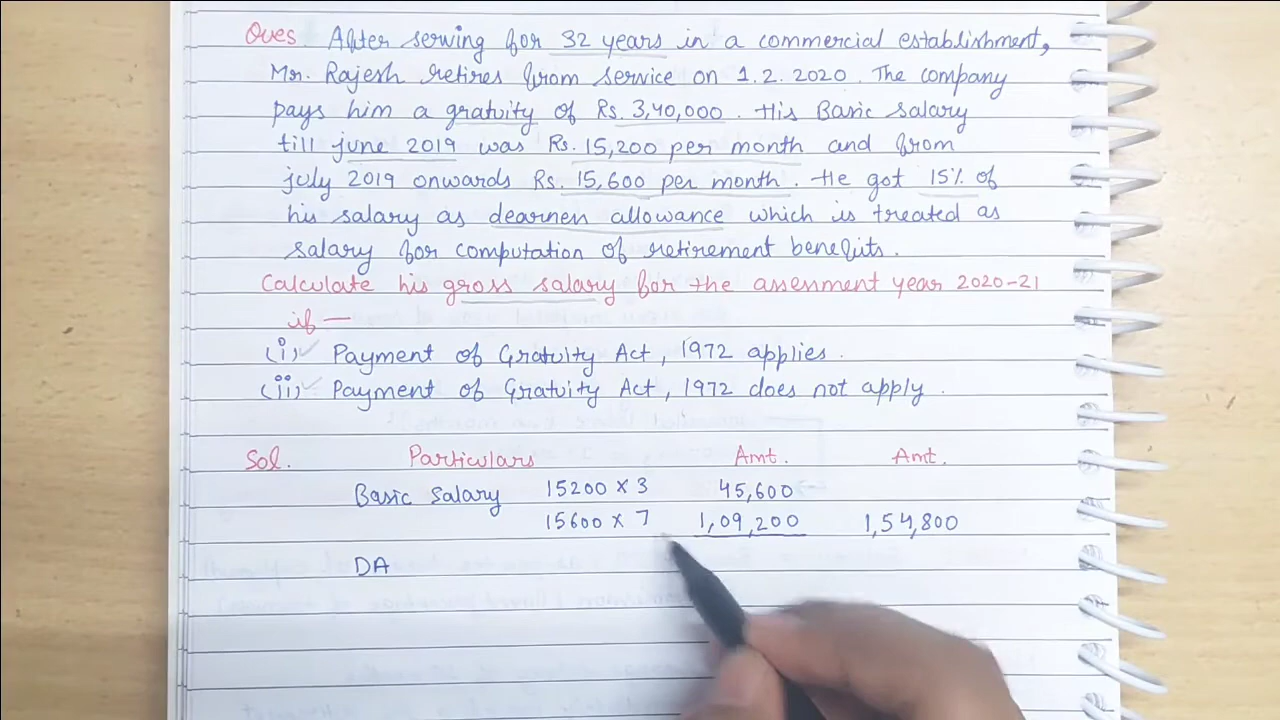 Ques. After serving for 32 years in a commercial establishment,
Mr. Rajesh retires from service on 1.2.2020. The company
pays him a gratuity of Rs. 3,40,000. His Basic salary
till june 2019 was Rs. 15,200 per month and from
july 2019 onwards Rs. 15,600 per month. He got 15% of
his salary as dearness allowance which is treated as
salary for computation of retirement benefits.
Calculate his gross salary for the assessment year 2020-21
if —
(i) Payment of Gratuity Act, 1972 applies.
(ii) Payment of Gratuity Act, 1972 does not apply.
Sol. Particulars Amt. Amt.
Basic Salary 15200 x 3 45,600
15600 x 7 1,09,200 1,54,800
DA